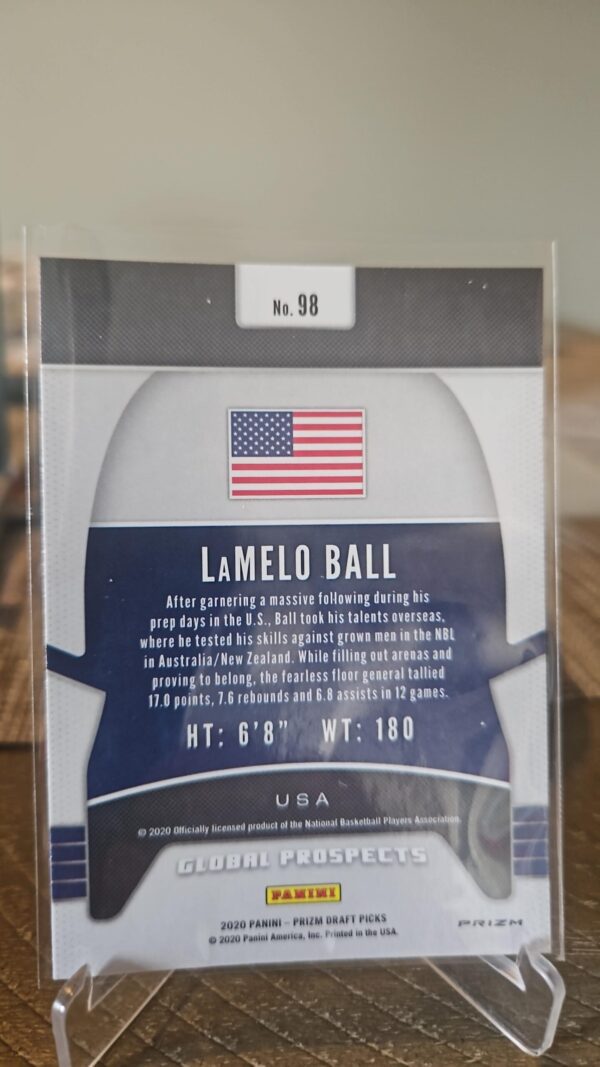 No. 98
LaMELO BALL
After garnering a massive following during his
prep days in the U.S., Ball took his talents overseas,
where he tested his skills against grown men in the NBL
in Australia/New Zealand. While filling out arenas and
proving to belong, the fearless floor general tallied
17.0 points, 7.6 rebounds and 6.8 assists in 12 games.
HT: 6'8" WT: 180
USA
© 2020 Officially licensed product of the National Basketball Players Association.
GLOBAL PROSPECTS
PANINI
2020 PANINI – PRIZM DRAFT PICKS
© 2020 Panini America, Inc. Printed in the USA.
PRIZM